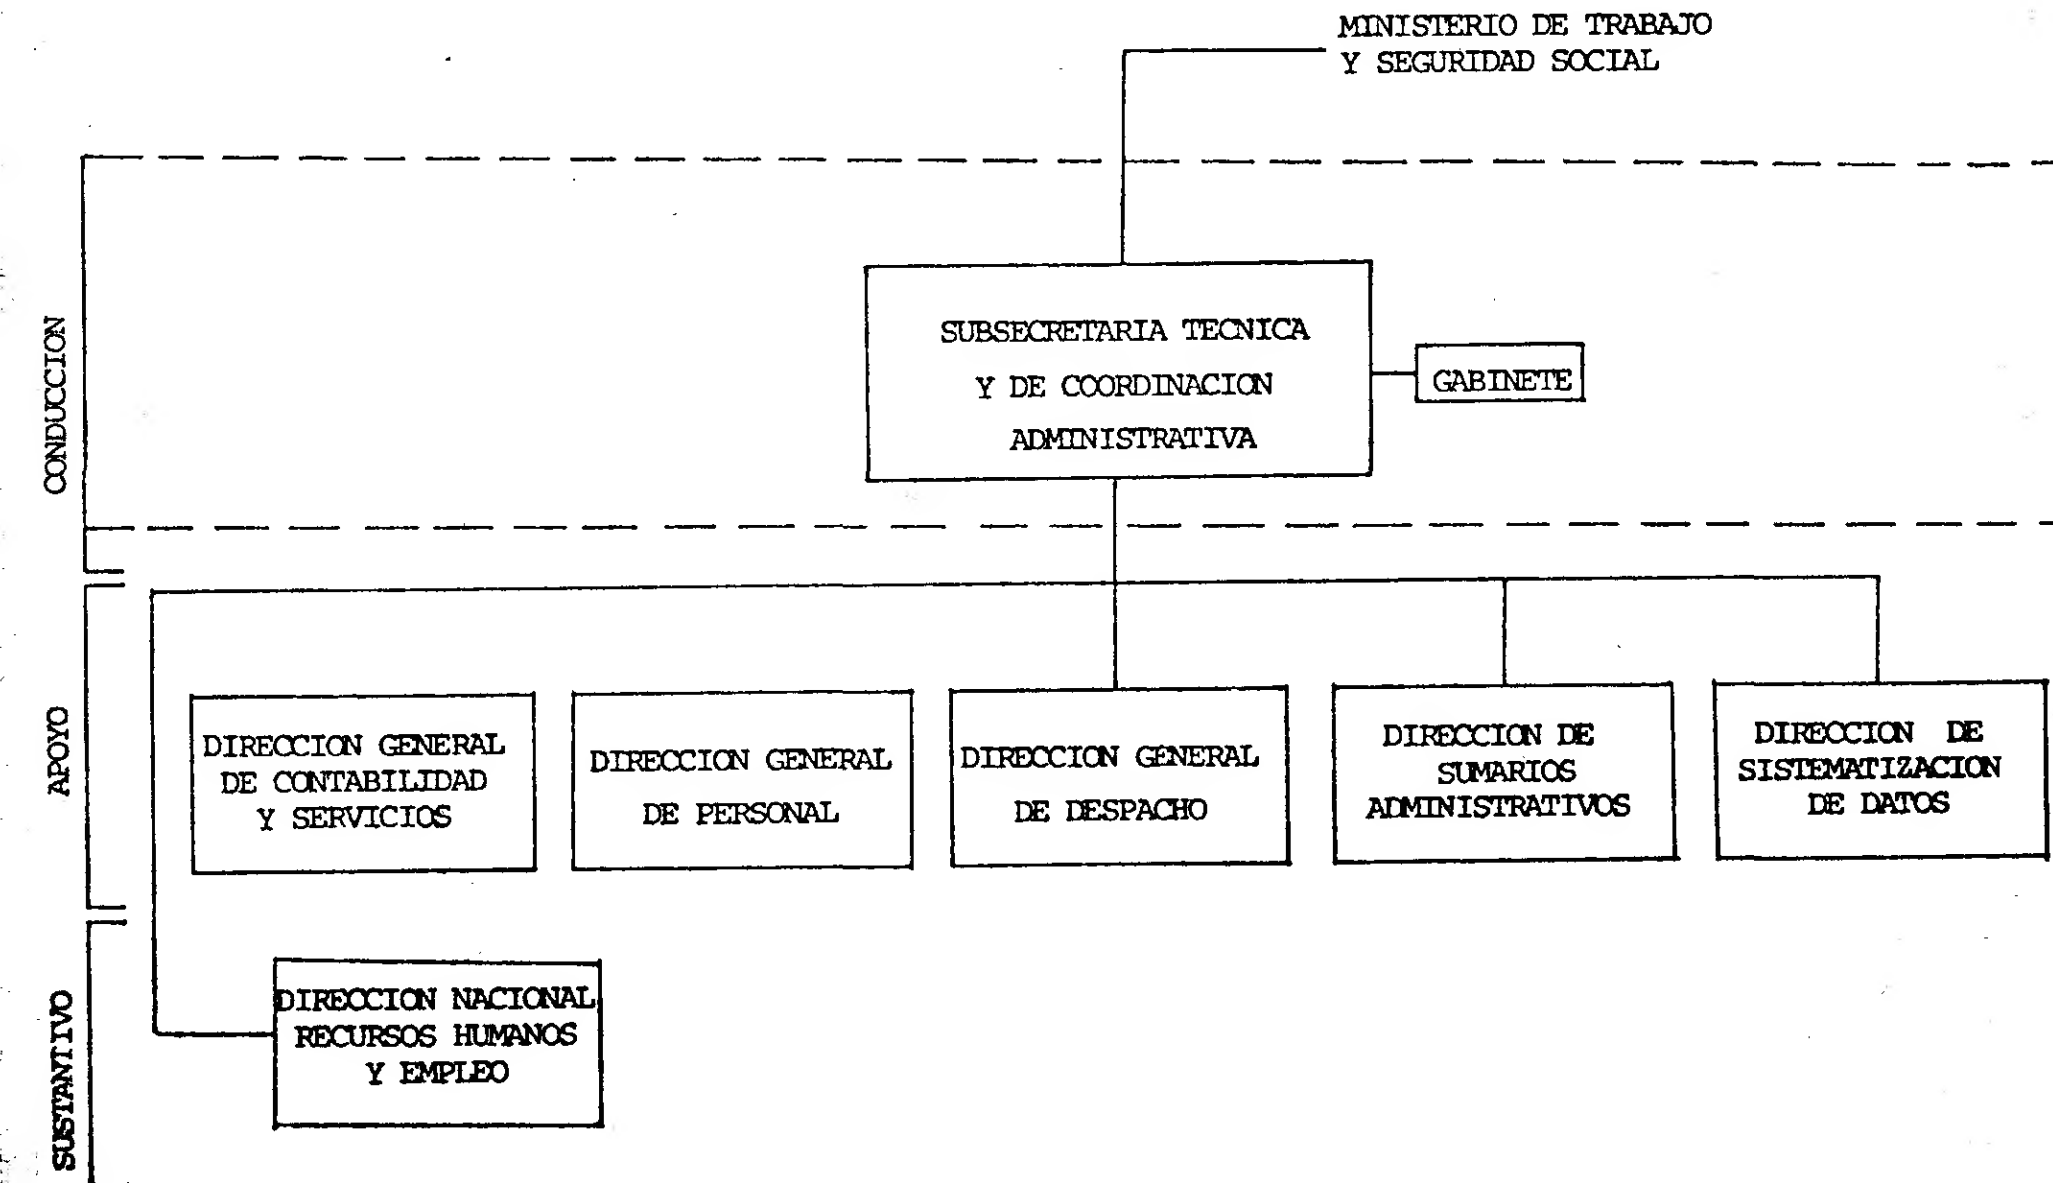 MINISTERIO DE TRABAJO
Y SEGURIDAD SOCIAL
CONDUCCION
SUBSECRETARIA TECNICA
Y DE COORDINACION
ADMINISTRATIVA
GABINETE
APOYO
DIRECCION GENERAL
DE CONTABILIDAD
Y SERVICIOS
DIRECCION GENERAL
DE PERSONAL
DIRECCION GENERAL
DE DESPACHO
DIRECCION DE
SUMARIOS
ADMINISTRATIVOS
DIRECCION DE
SISTEMATIZACION
DE DATOS
SUSTANTIVO
DIRECCION NACIONAL
RECURSOS HUMANOS
Y EMPLEO